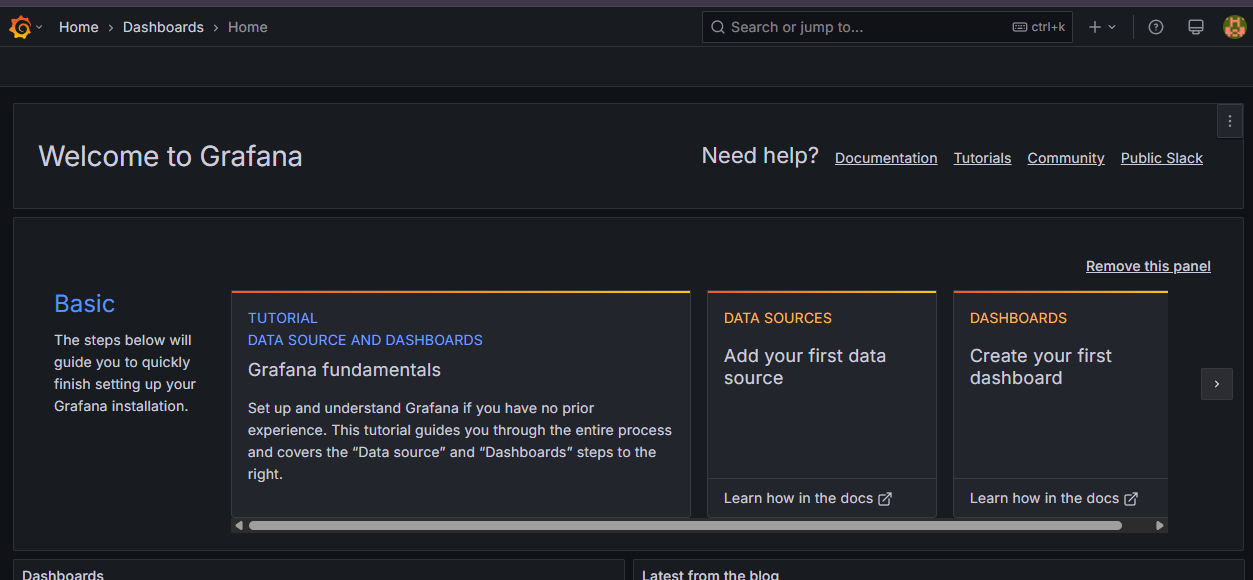 Home › Dashboards › Home
Search or jump to... ctrl+k
Welcome to Grafana
Need help? Documentation Tutorials Community Public Slack
Remove this panel
Basic
The steps below will
guide you to quickly
finish setting up your
Grafana installation.
TUTORIAL
DATA SOURCE AND DASHBOARDS
Grafana fundamentals
Set up and understand Grafana if you have no prior
experience. This tutorial guides you through the entire process
and covers the “Data source” and “Dashboards” steps to the
right.
DATA SOURCES
Add your first data
source
Learn how in the docs
DASHBOARDS
Create your first
dashboard
Learn how in the docs
Dashboards
Latest from the blog